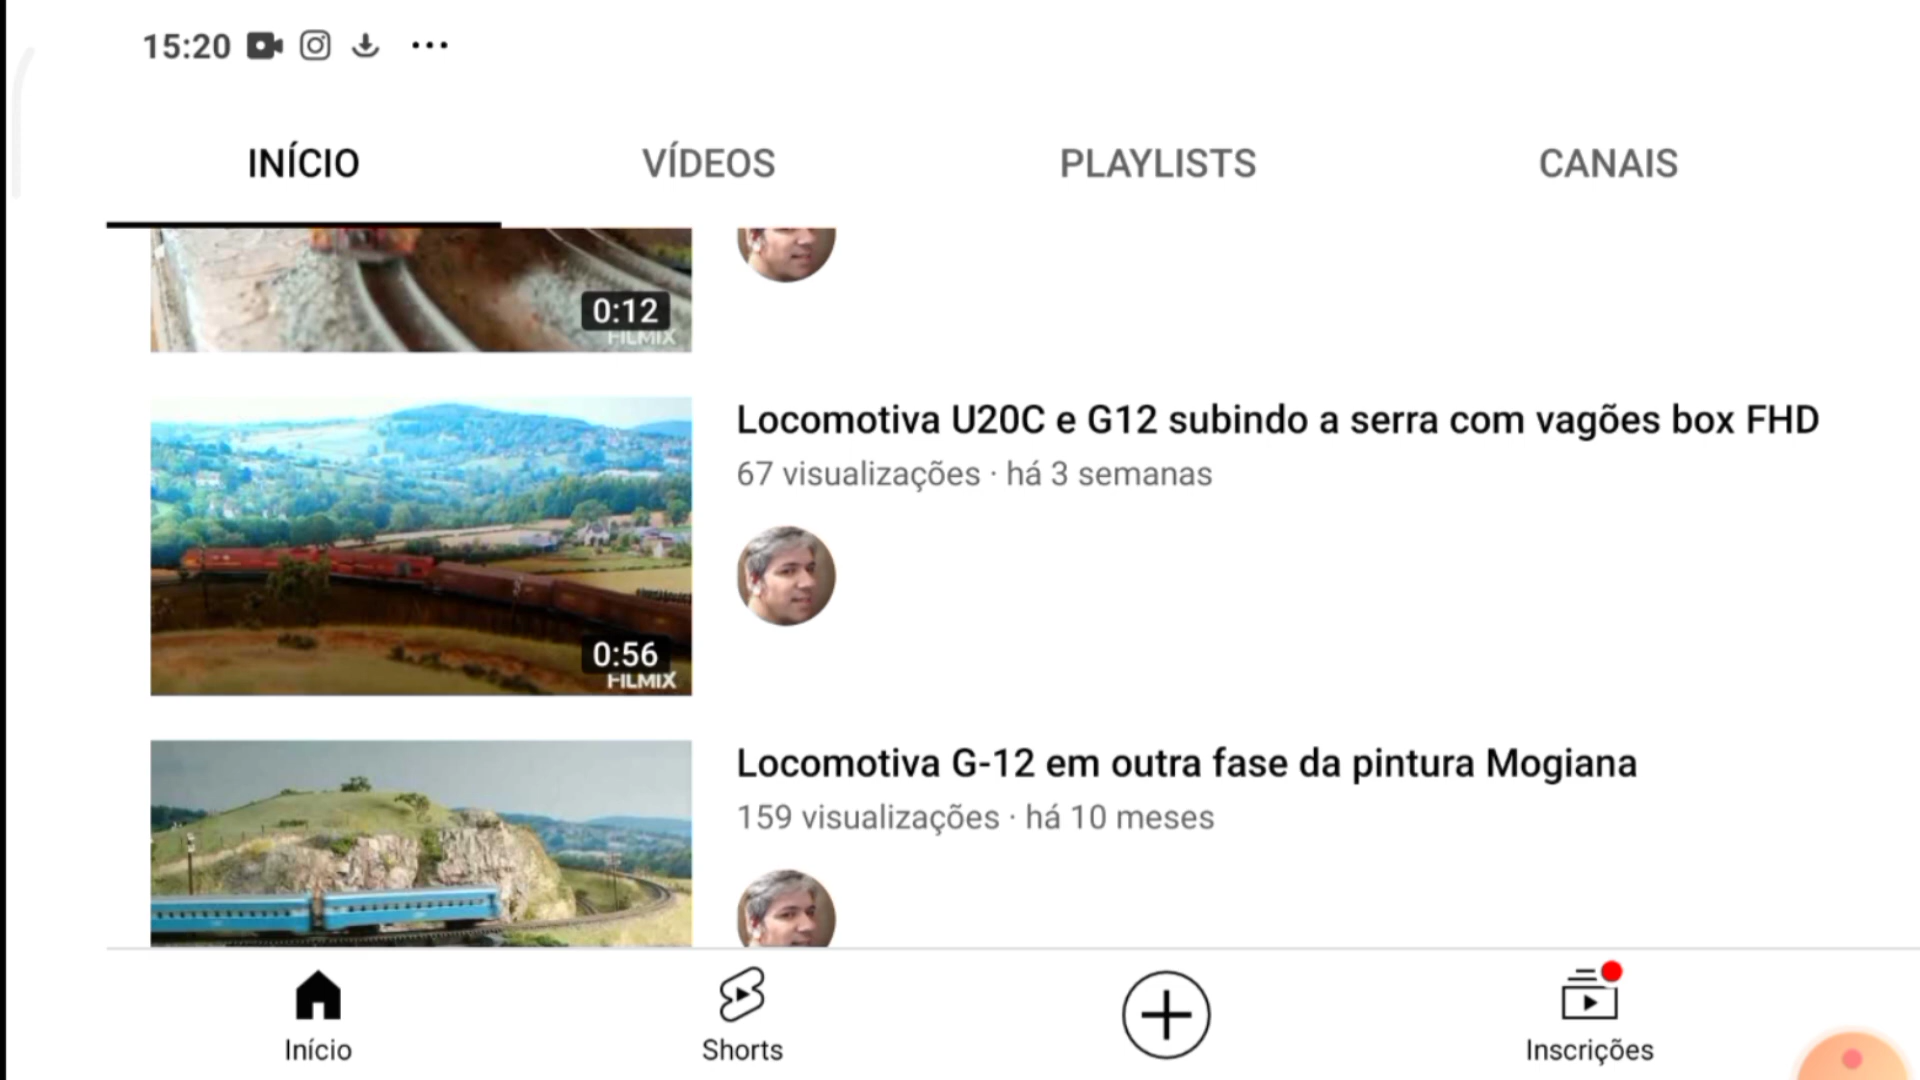 15:20
INÍCIO VÍDEOS PLAYLISTS CANAIS
0:12
FILMIX
Locomotiva U20C e G12 subindo a serra com vagões box FHD
67 visualizações · há 3 semanas
0:56
FILMIX
Locomotiva G-12 em outra fase da pintura Mogiana
159 visualizações · há 10 meses
Início Shorts Inscrições